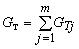 G_T = \sum_{j=1}^{m} G_{Tj}